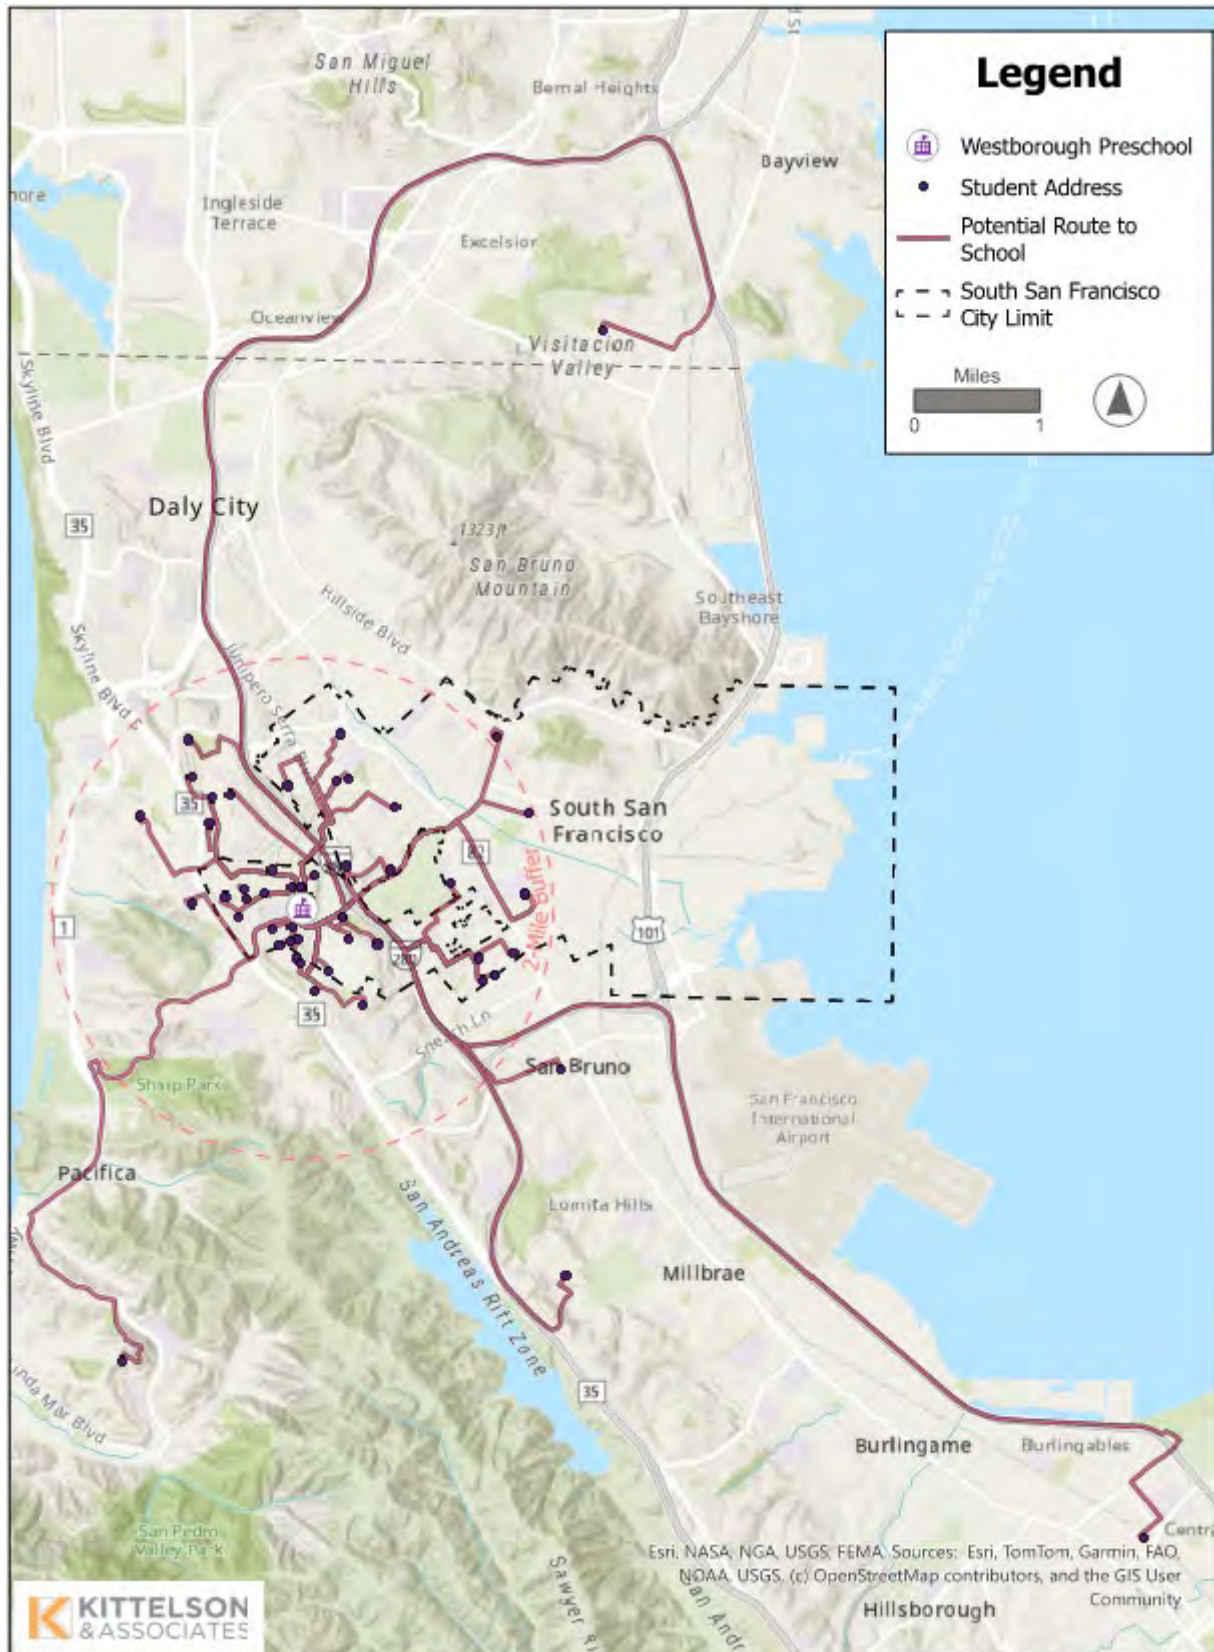 San Miguel
Hills
Bernal Heights
Legend
Westborough Preschool
Student Address
Potential Route to
School
South San Francisco
City Limit
Miles
0
1
Bayview
Ingleside
Terrace
Excelsior
Oceanview
Visitacion
Valley
Skyline Blvd
Daly City
35
1323 ft
San Bruno
Mountain
Southeast
Bayshore
Hillside Blvd
Skyline Blvd
Junipero Serra
35
South San
Francisco
82
2-Mile Buffer
1
101
280
35
Sneath Ln
San Bruno
Sharp Park
San Francisco
International
Airport
Pacifica
Lomita Hills
San Andreas Rift Zone
Millbrae
35
unda Mar Blvd
Burlingame
Burlingables
San Pedro
Valley Park
Centra
Esri, NASA, NGA, USGS, FEMA, Sources: Esri, TomTom, Garmin, FAO,
NOAA, USGS, (c) OpenStreetMap contributors, and the GIS User
Community
Hillsborough
KITTELSON
& ASSOCIATES